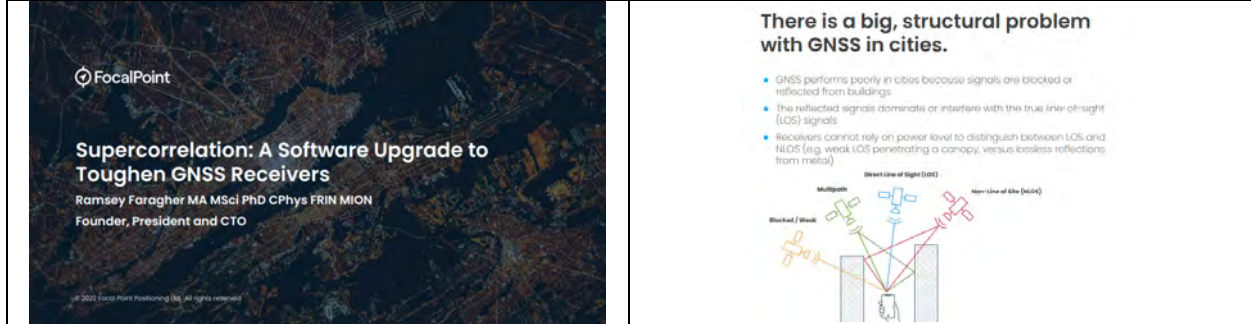 FocalPoint
Supercorrelation: A Software Upgrade to
Toughen GNSS Receivers
Ramsey Faragher MA MSci PhD CPhys FRIN MION
Founder, President and CTO
© 2022 Focal Point Positioning Ltd. All rights reserved
There is a big, structural problem
with GNSS in cities.
GNSS performs poorly in cities because signals are blocked or
reflected from buildings
The reflected signals dominate or interfere with the true line-of-sight
(LOS) signals
Receivers cannot rely on power level to distinguish between LOS and
NLOS (e.g. weak LOS penetrating a canopy, versus lossless reflections
from metal)
Direct Line of Sight (LOS)
Multipath
Non-Line of Site (NLOS)
Blocked / Weak